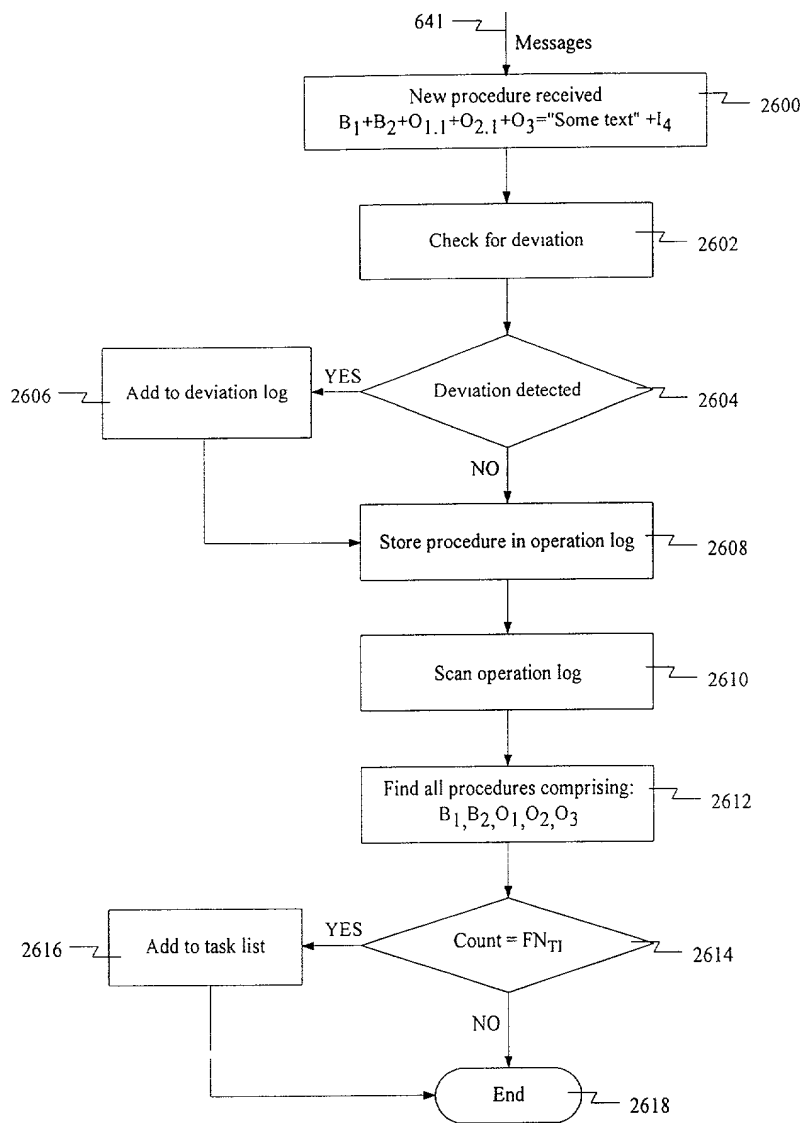 641
Messages
New procedure received
B1+B2+O1.1+O2.1+O3="Some text" +I4
2600
Check for deviation
2602
2606
Add to deviation log
YES
Deviation detected
2604
NO
Store procedure in operation log
2608
Scan operation log
2610
Find all procedures comprising:
B1,B2,O1,O2,O3
2612
2616
Add to task list
YES
Count = FNTI
2614
NO
End
2618